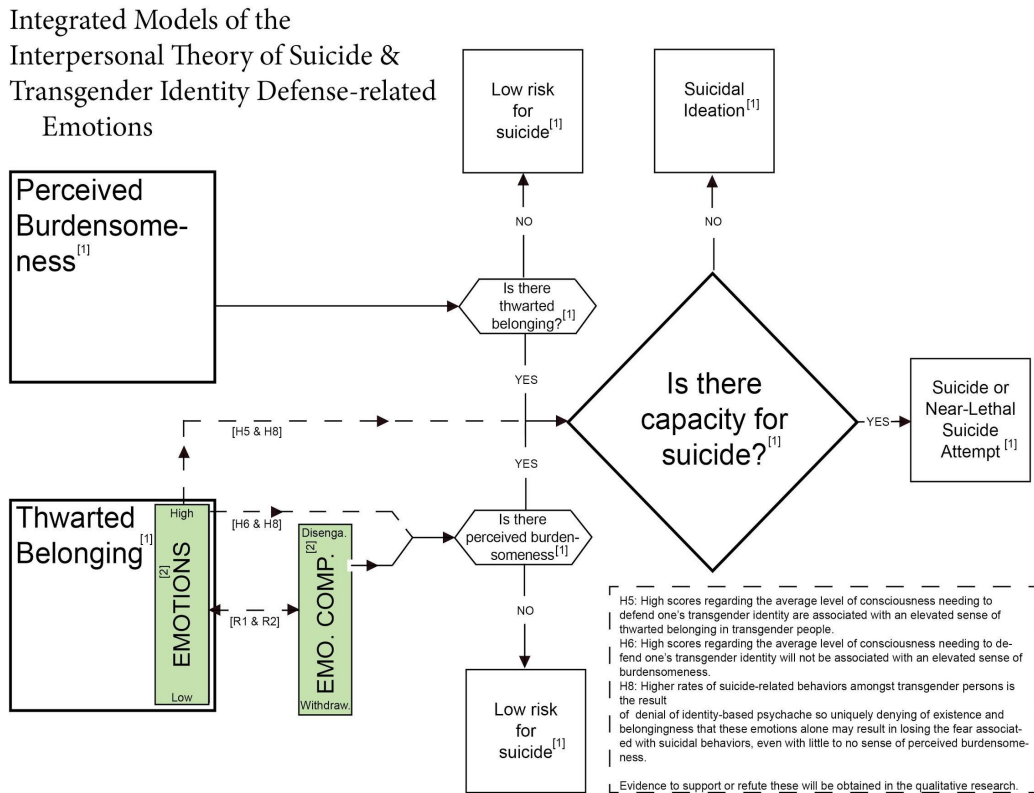 Integrated Models of the
Interpersonal Theory of Suicide &
Transgender Identity Defense-related
Emotions
Low risk
for
suicide[1]
Suicidal
Ideation[1]
Perceived
Burdensome-
ness[1]
NO
NO
Is there
thwarted
belonging?[1]
YES
Is there
capacity for
suicide?[1]
YES
Suicide or
Near-Lethal
Suicide
Attempt [1]
[H5 & H8]
YES
Thwarted
Belonging[1]
High
EMOTIONS
[2]
Low
[H6 & H8]
[R1 & R2]
Disenga.
EMO. COMP.
[2]
Withdraw.
Is there
perceived burden-
someness[1]
NO
Low risk
for
suicide[1]
H5: High scores regarding the average level of consciousness needing to
defend one's transgender identity are associated with an elevated sense of
thwarted belonging in transgender people.
H6: High scores regarding the average level of consciousness needing to de-
fend one's transgender identity will not be associated with an elevated sense of
burdensomeness.
H8: Higher rates of suicide-related behaviors amongst transgender persons is
the result
of denial of identity-based psychache so uniquely denying of existence and
belongingness that these emotions alone may result in losing the fear associat-
ed with suicidal behaviors, even with little to no sense of perceived burdensome-
ness.
Evidence to support or refute these will be obtained in the qualitative research.